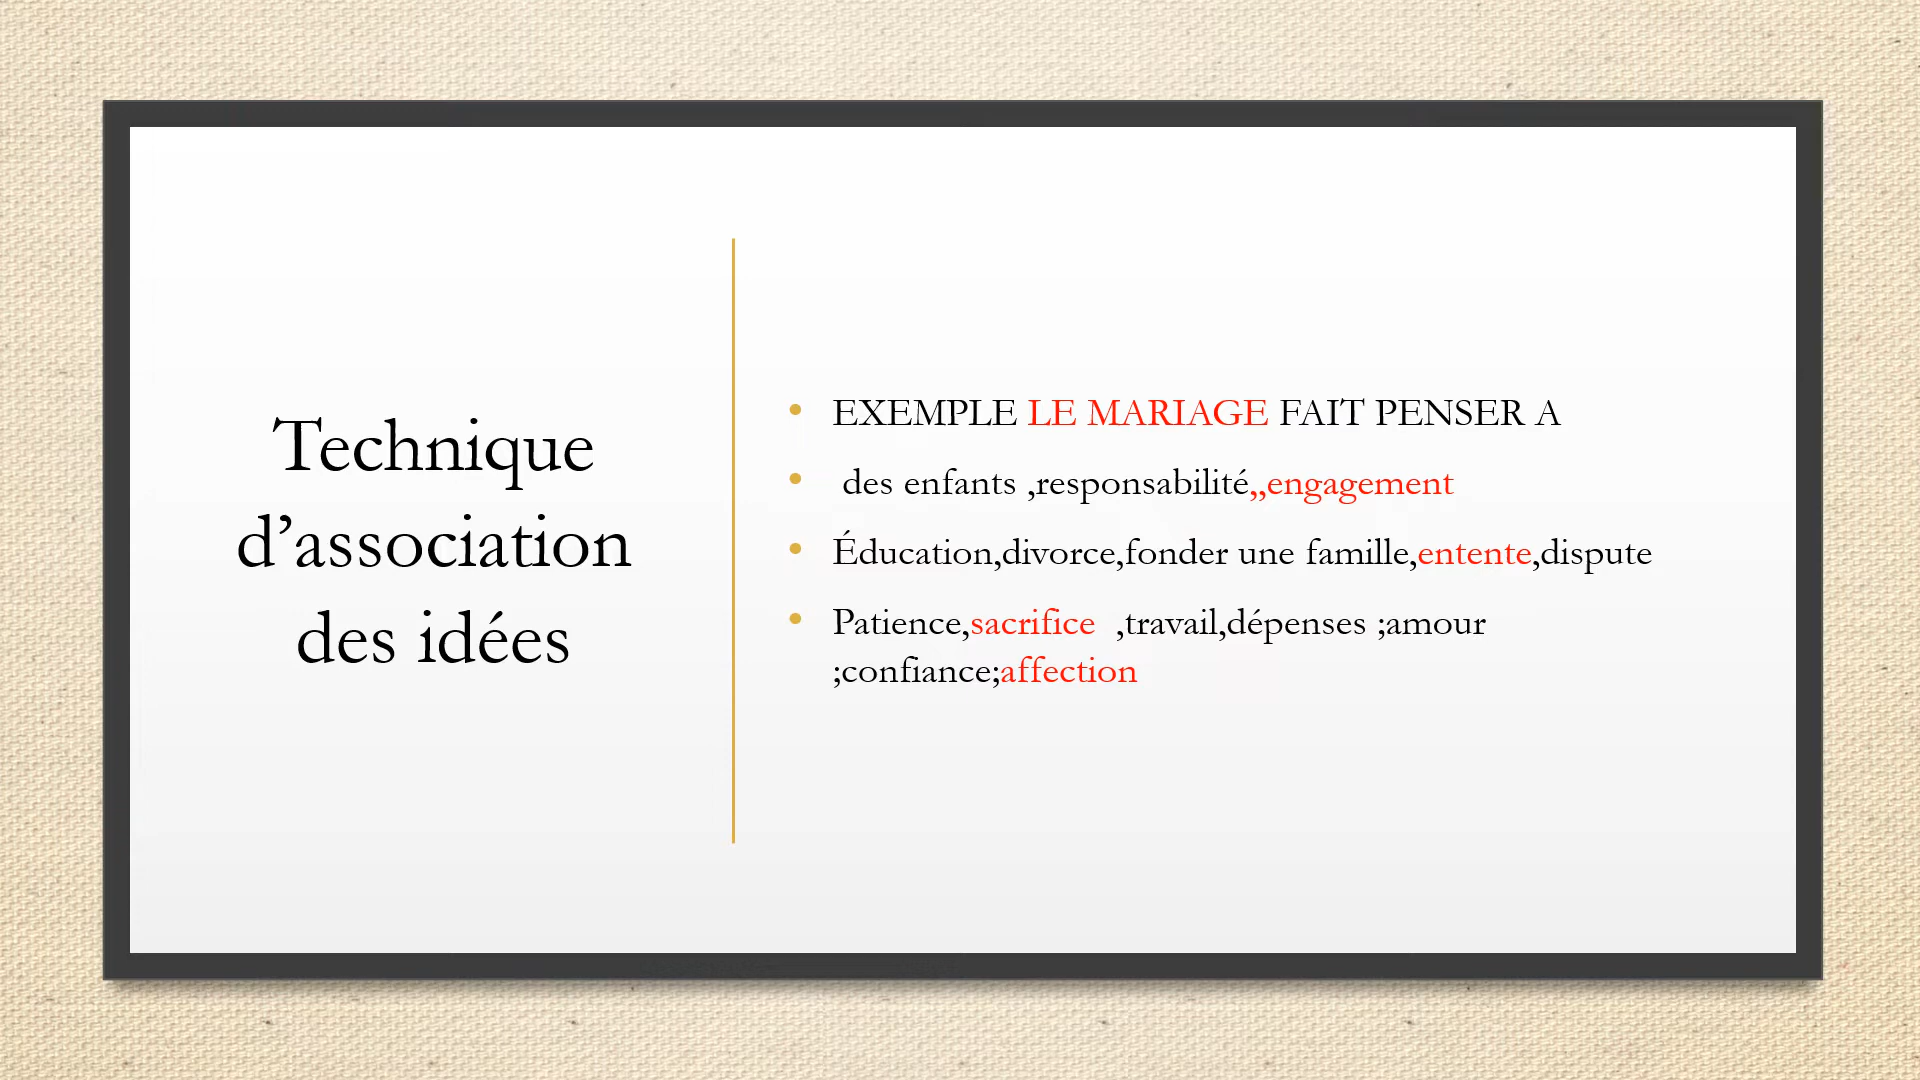 Technique
d’association
des idées
• EXEMPLE LE MARIAGE FAIT PENSER A
• des enfants ,responsabilité,,engagement
• Éducation,divorce,fonder une famille,entente,dispute
• Patience,sacrifice ,travail,dépenses ;amour
;confiance;affection